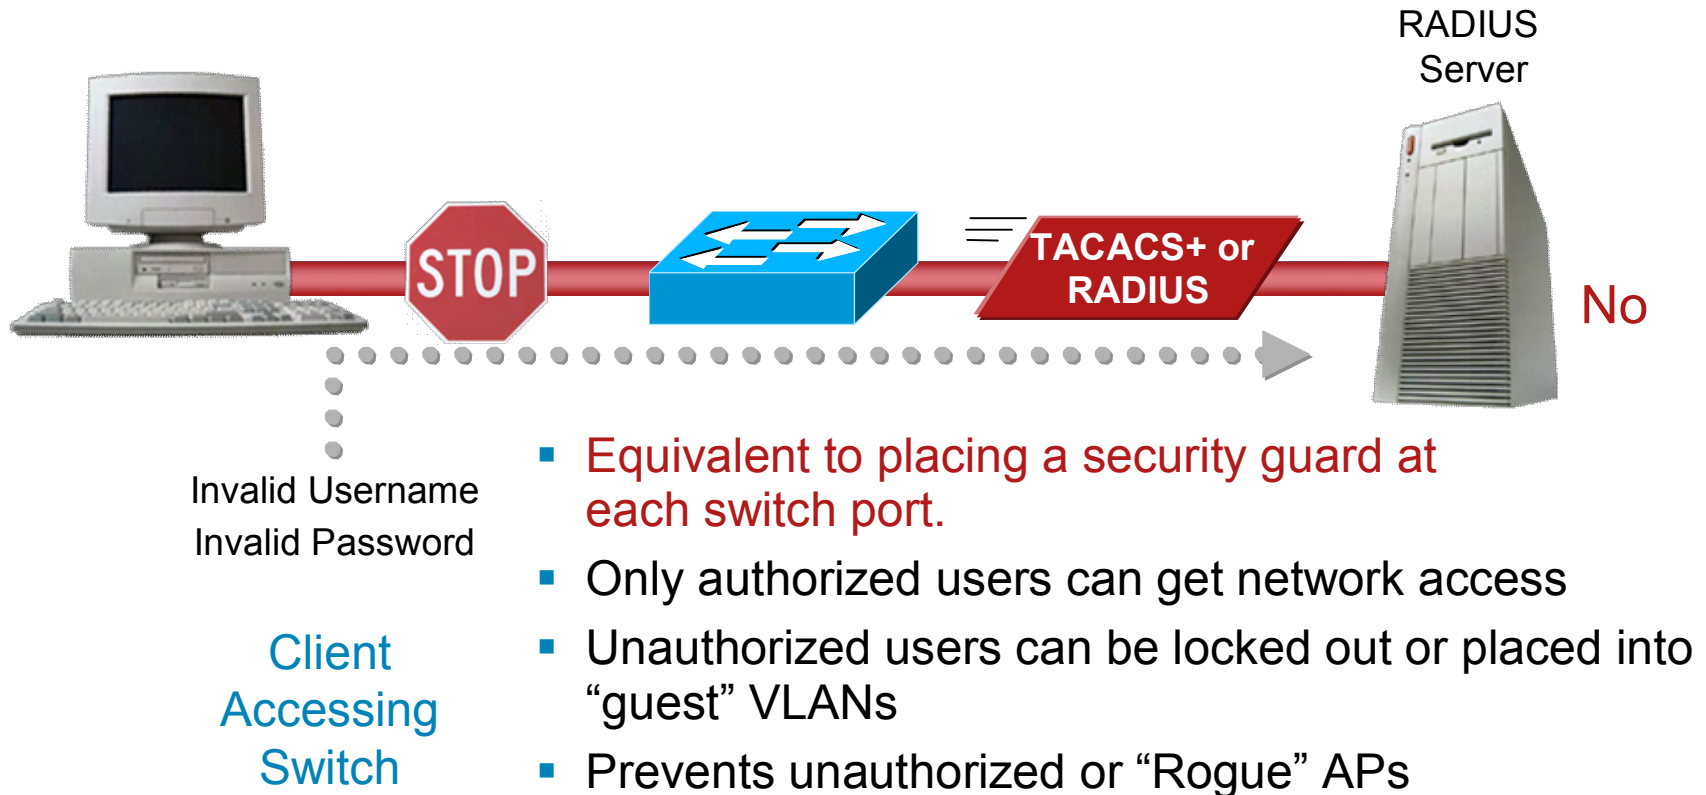 RADIUS
Server
STOP
TACACS+ or
RADIUS
No
Invalid Username
Invalid Password
Client
Accessing
Switch
▪ Equivalent to placing a security guard at
each switch port.
▪ Only authorized users can get network access
▪ Unauthorized users can be locked out or placed into
“guest” VLANs
▪ Prevents unauthorized or “Rogue” APs